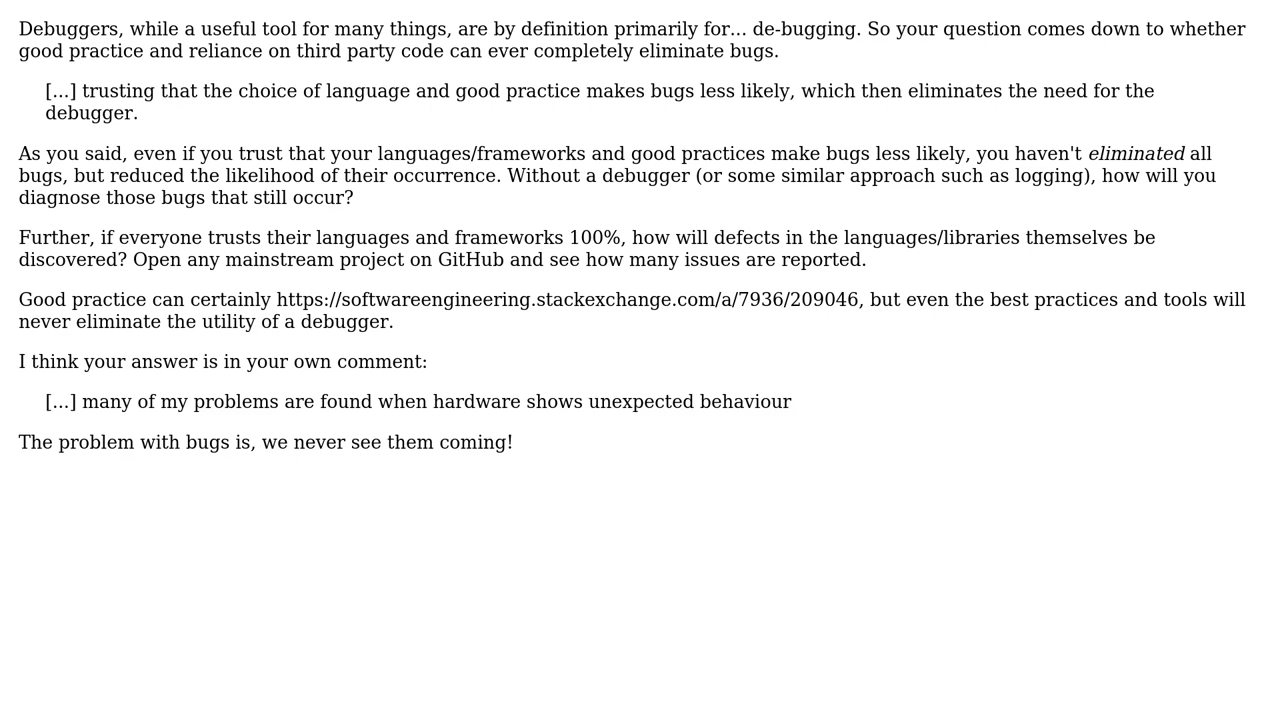 Debuggers, while a useful tool for many things, are by definition primarily for... de-bugging. So your question comes down to whether
good practice and reliance on third party code can ever completely eliminate bugs.
[...] trusting that the choice of language and good practice makes bugs less likely, which then eliminates the need for the
debugger.
As you said, even if you trust that your languages/frameworks and good practices make bugs less likely, you haven't eliminated all
bugs, but reduced the likelihood of their occurrence. Without a debugger (or some similar approach such as logging), how will you
diagnose those bugs that still occur?
Further, if everyone trusts their languages and frameworks 100%, how will defects in the languages/libraries themselves be
discovered? Open any mainstream project on GitHub and see how many issues are reported.
Good practice can certainly https://softwareengineering.stackexchange.com/a/7936/209046, but even the best practices and tools will
never eliminate the utility of a debugger.
I think your answer is in your own comment:
[...] many of my problems are found when hardware shows unexpected behaviour
The problem with bugs is, we never see them coming!